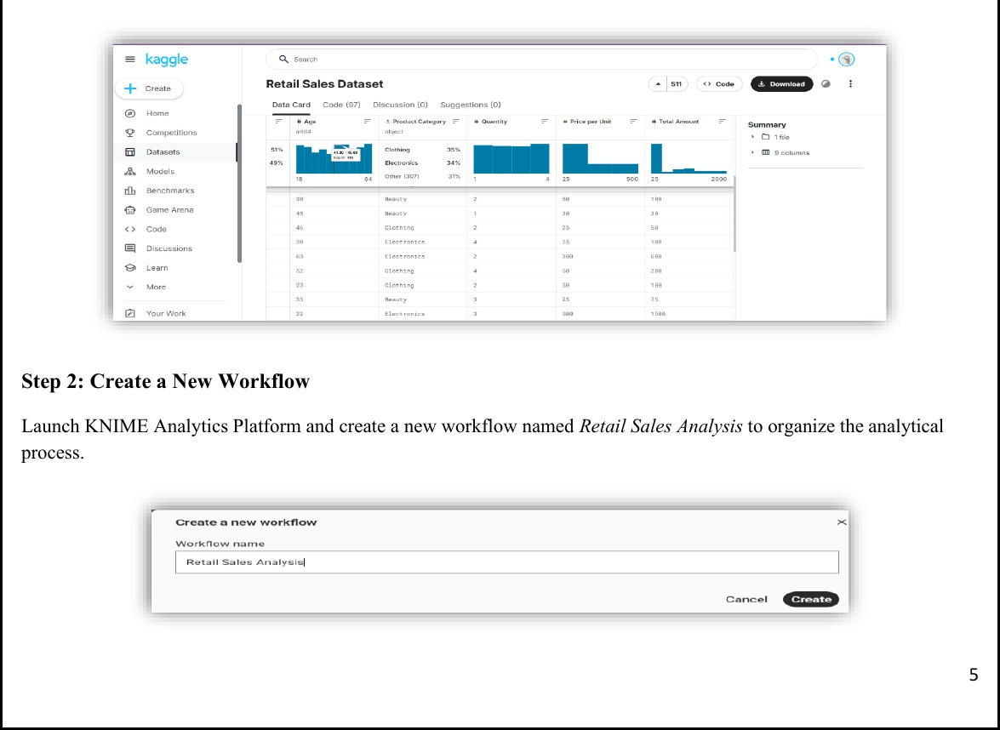 kaggle
Search
Create
Retail Sales Dataset
511
Code
Download
Home
Data Card Code (97) Discussion (0) Suggestions (0)
Competitions
# Age
Product Category
# Quantity
# Price per Unit
# Total Amount
Summary
int64
object
1 file
Datasets
51%
49%
Clothing 35%
Electronics 34%
Other (307) 31%
9 columns
Models
18 64
1 4
25 500
25 2000
Benchmarks
Game Arena
Code
Discussions
Learn
More
Your Work
30 Beauty 2 50 100
45 Beauty 1 30 30
46 Clothing 2 25 50
30 Electronics 4 25 100
63 Electronics 2 300 600
52 Clothing 4 50 200
23 Clothing 2 50 100
35 Beauty 3 25 75
22 Electronics 3 500 1500
Step 2: Create a New Workflow
Launch KNIME Analytics Platform and create a new workflow named Retail Sales Analysis to organize the analytical
process.
Create a new workflow
Workflow name
Retail Sales Analysis
Cancel Create
5